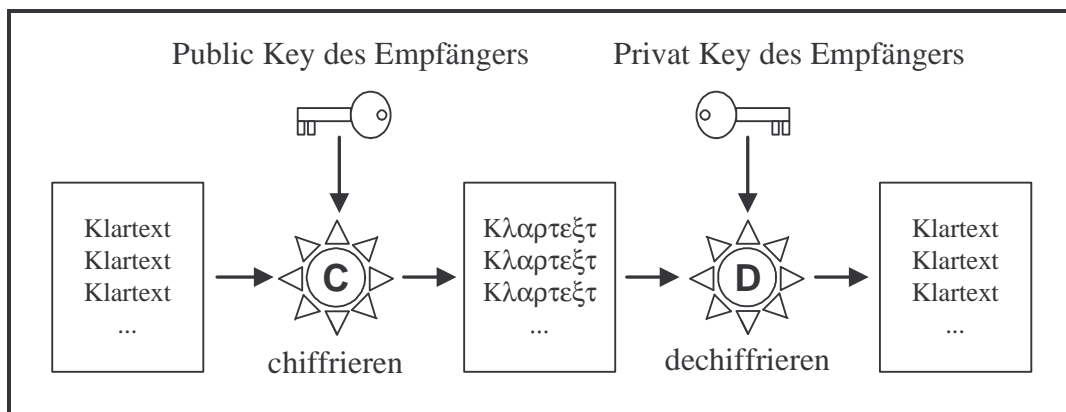 Public Key des Empfängers
Privat Key des Empfängers
Klartext
Klartext
Klartext
...
C
chiffrieren
Κλαρτεξτ
Κλαρτεξτ
Κλαρτεξτ
...
D
dechiffrieren
Klartext
Klartext
Klartext
...